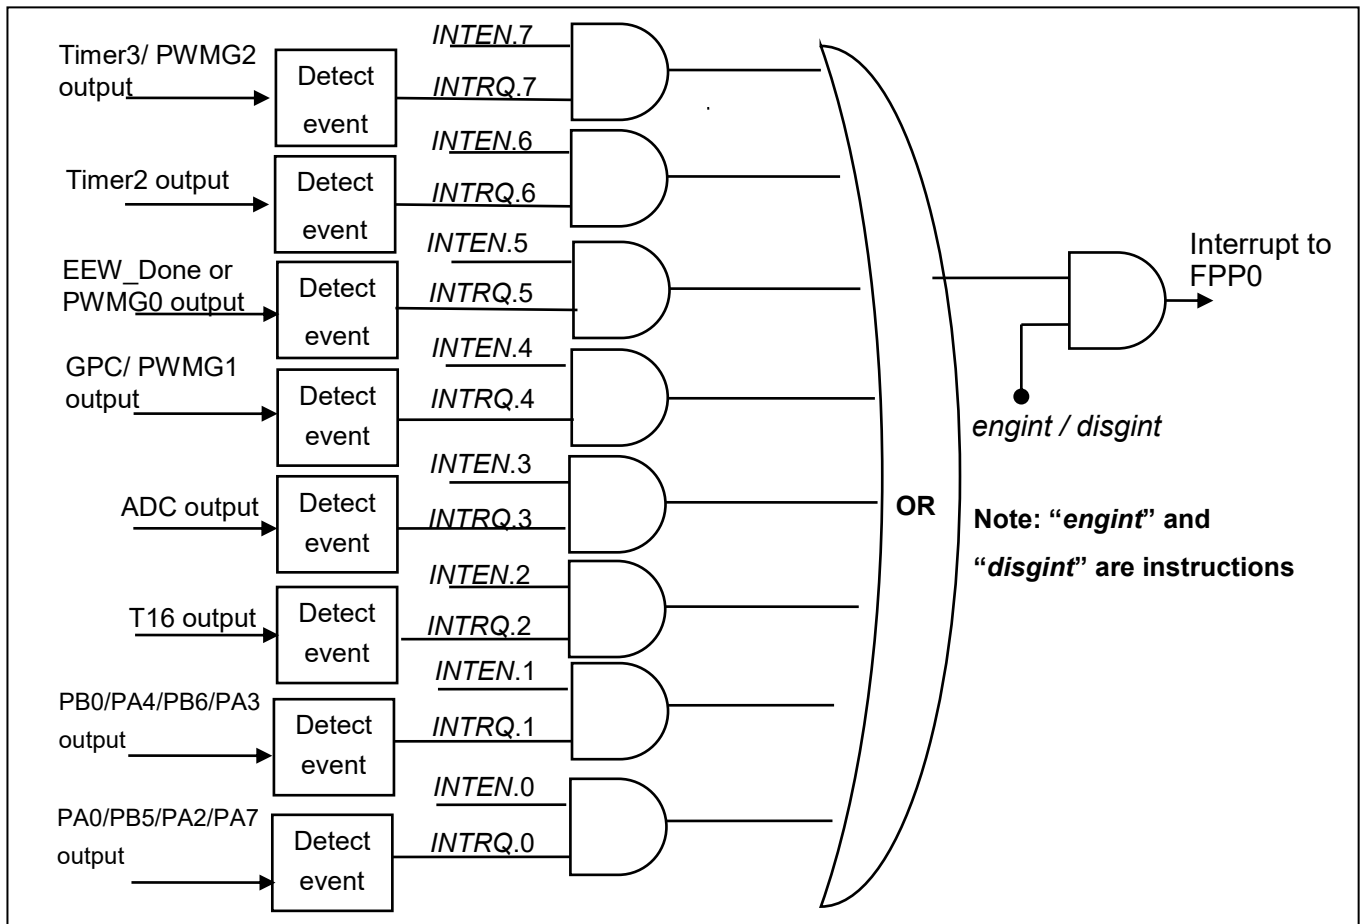 Timer3/ PWMG2
output
Detect
event
INTEN.7
INTRQ.7
Timer2 output
Detect
event
INTEN.6
INTRQ.6
EEW_Done or
PWMG0 output
Detect
event
INTEN.5
INTRQ.5
GPC/ PWMG1
output
Detect
event
INTEN.4
INTRQ.4
ADC output
Detect
event
INTEN.3
INTRQ.3
T16 output
Detect
event
INTEN.2
INTRQ.2
PB0/PA4/PB6/PA3
output
Detect
event
INTEN.1
INTRQ.1
PA0/PB5/PA2/PA7
output
Detect
event
INTEN.0
INTRQ.0
OR
Interrupt to
FPP0
engint / disgint
Note: “engint” and
“disgint” are instructions